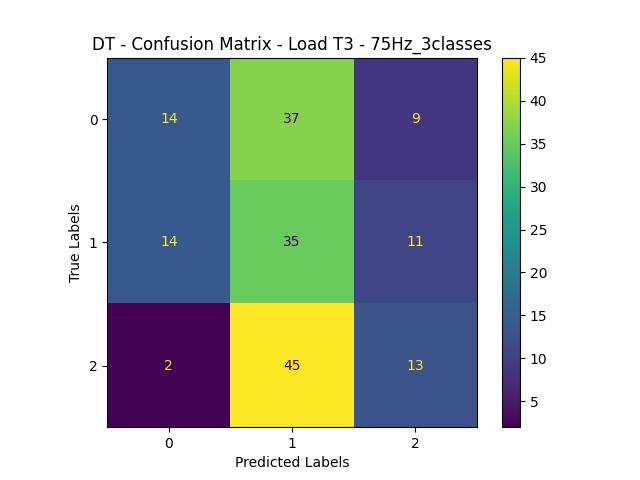 DT - Confusion Matrix - Load T3 - 75Hz_3classes
0 14 37 9
1 14 35 11
2 2 45 13
0 1 2
Predicted Labels
True Labels
45
40
35
30
25
20
15
10
5